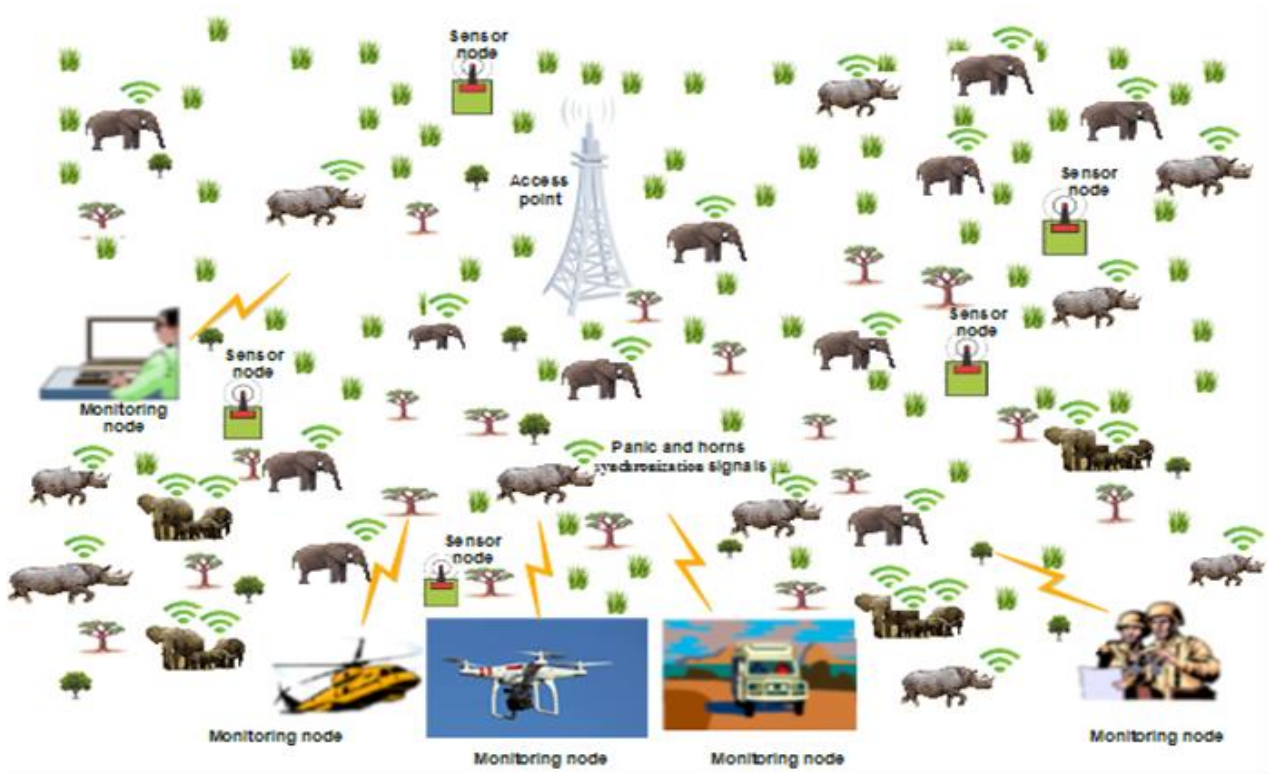 Sensor
node
Access
point
Sensor
node
Sensor
node
Sensor
node
Monitoring
node
Panic and horns
synchronization signals
Sensor
node
Monitoring node
Monitoring node
Monitoring node
Monitoring node